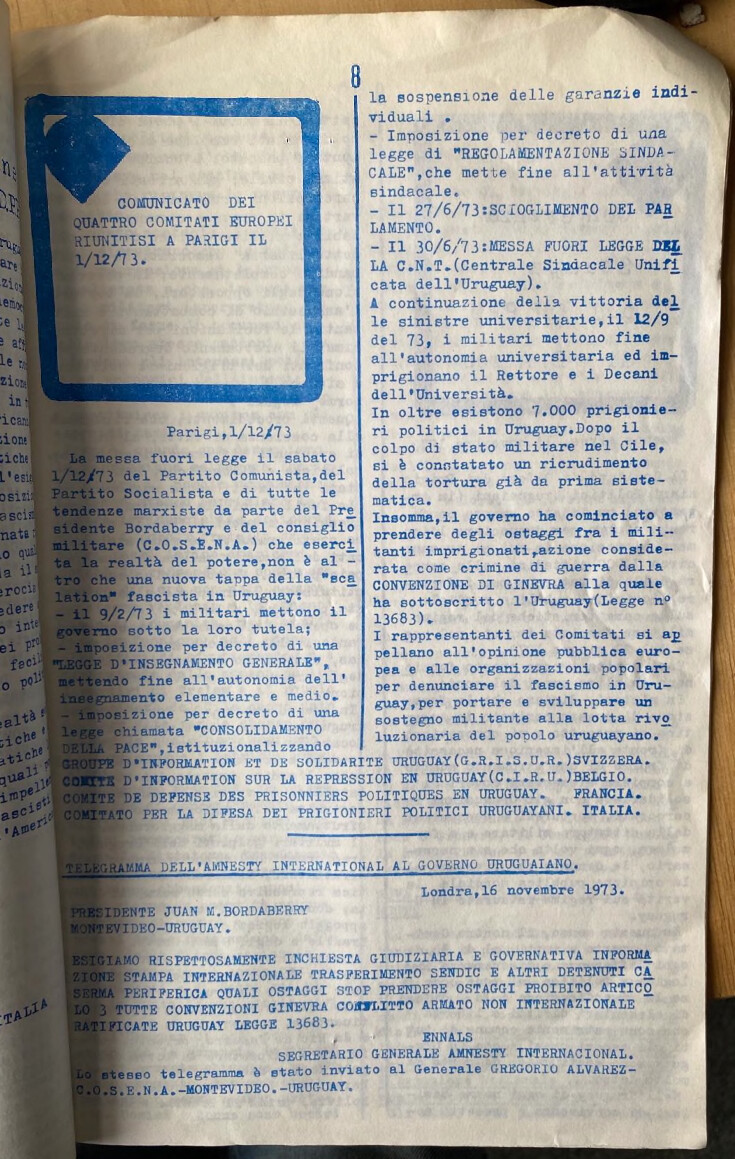 8
COMUNICATO DEI
QUATTRO COMITATI EUROPEI
RIUNITISI A PARIGI IL
1/12/73.
Parigi,1/12/73
La messa fuori legge il sabato
1/12/73 del Partito Comunista,del
Partito Socialista e di tutte le
tendenze marxiste da parte del Pre
sidente Bordaberry e del consiglio
militare (C.O.S.E.N.A.) che eserci
ta la realtà del potere,non è al -
tro che una nuova tappa della "sca
lation" fascista in Uruguay:
- il 9/2/73 i militari mettono il
governo sotto la loro tutela;
- imposizione per decreto di una
"LEGGE D'INSEGNAMENTO GENERALE",
mettendo fine all'autonomia dell'
insegnamento elementare e medio.
- imposizione per decreto di una
legge chiamata "CONSOLIDAMENTO
DELLA PACE",istituzionalizzando
la sospensione delle garanzie indi-
viduali .
- Imposizione per decreto di una
legge di "REGOLAMENTAZIONE SINDA-
CALE",che mette fine all'attività
sindacale.
- Il 27/6/73:SCIOGLIMENTO DEL PAR
LAMENTO.
- Il 30/6/73:MESSA FUORI LEGGE DEL
LA C.N.T.(Centrale Sindacale Unifi
cata dell'Uruguay).
A continuazione della vittoria del
le sinistre universitarie,il 12/9
del 73, i militari mettono fine
all'autonomia universitaria ed im-
prigionano il Rettore e i Decani
dell'Università.
In oltre esistono 7.000 prigionie-
ri politici in Uruguay.Dopo il
colpo di stato militare nel Cile,
si è constatato un ricrudimento
della tortura già da prima siste-
matica.
Insomma,il governo ha cominciato a
prendere degli ostaggi fra i mili-
tanti imprigionati,azione conside-
rata come crimine di guerra dalla
CONVENZIONE DI GINEVRA alla quale
ha sottoscritto l'Uruguay(Legge nº
13683).
I rappresentanti dei Comitati si ap
pellano all'opinione pubblica euro-
pea e alle organizzazioni popolari
per denunciare il fascismo in Uru-
guay,per portare e sviluppare un
sostegno militante alla lotta rivo
luzionaria del popolo uruguayano.
GROUPE D'INFORMATION ET DE SOLIDARITE URUGUAY(G.R.I.S.U.R.)SVIZZERA.
COMITE D'INFORMATION SUR LA REPRESSION EN URUGUAY(C.I.R.U.)BELGIO.
COMITE DE DEFENSE DES PRISONNIERS POLITIQUES EN URUGUAY. FRANCIA.
COMITATO PER LA DIFESA DEI PRIGIONIERI POLITICI URUGUAYANI. ITALIA.
TELEGRAMMA DELL'AMNESTY INTERNATIONAL AL GOVERNO URUGUAIANO.
Londra,16 novembre 1973.
PRESIDENTE JUAN M.BORDABERRY
MONTEVIDEO-URUGUAY.
ESIGIAMO RISPETTOSAMENTE INCHIESTA GIUDIZIARIA E GOVERNATIVA INFORMA
ZIONE STAMPA INTERNAZIONALE TRASFERIMENTO SENDIC E ALTRI DETENUTI CA
SERMA PERIFERICA QUALI OSTAGGI STOP PRENDERE OSTAGGI PROIBITO ARTICO
LO 3 TUTTE CONVENZIONI GINEVRA CONFLITTO ARMATO NON INTERNAZIONALE
RATIFICATE URUGUAY LEGGE 13683.
ENNALS
SEGRETARIO GENERALE AMNESTY INTERNACIONAL.
Lo stesso telegramma è stato inviato al Generale GREGORIO ALVAREZ-
C.O.S.E.N.A.-MONTEVIDEO.-URUGUAY.